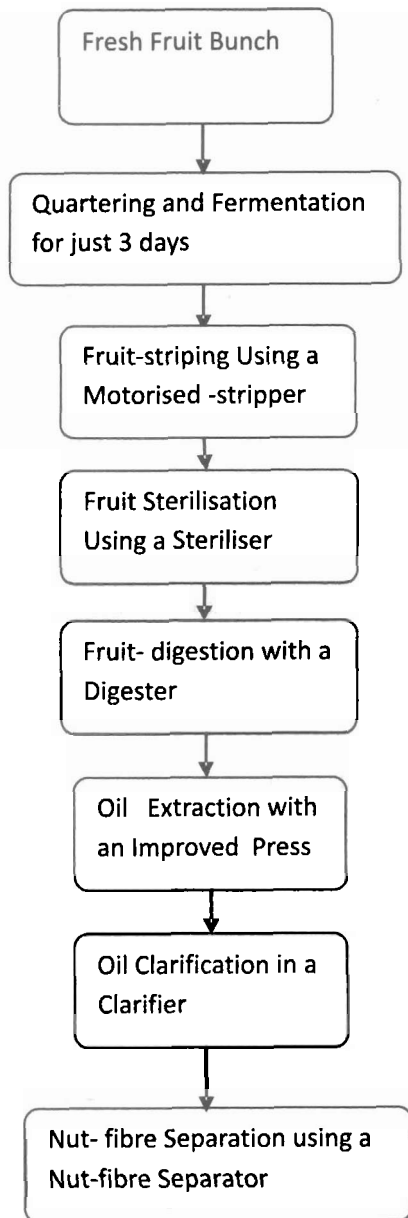 Fresh Fruit Bunch
Quartering and Fermentation
for just 3 days
Fruit-striping Using a
Motorised -stripper
Fruit Sterilisation
Using a Steriliser
Fruit- digestion with a
Digester
Oil Extraction with
an Improved Press
Oil Clarification in a
Clarifier
Nut- fibre Separation using a
Nut-fibre Separator